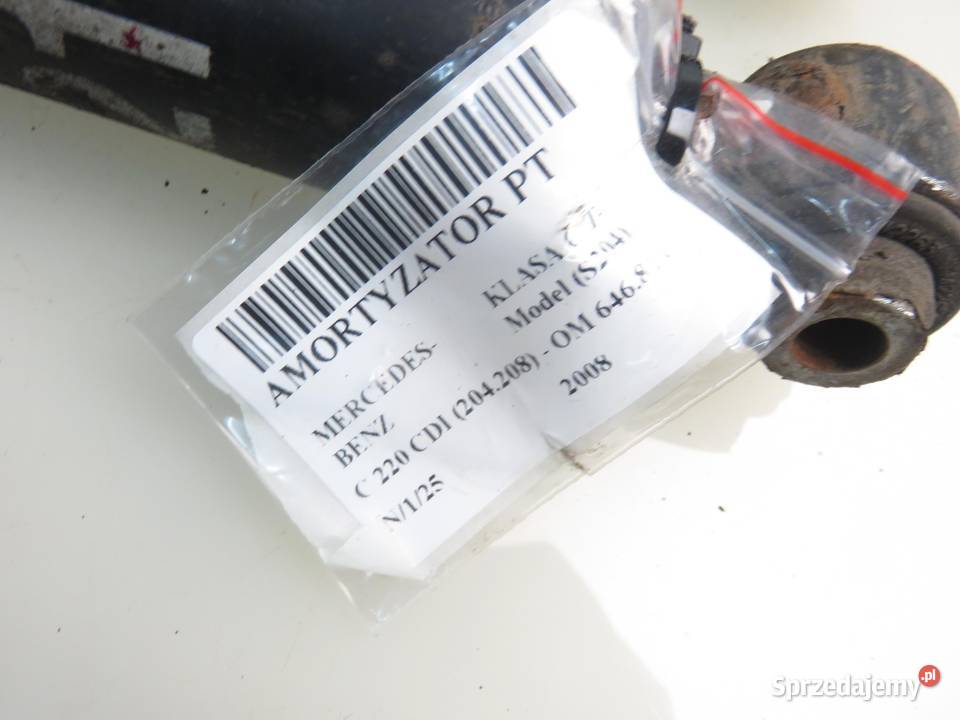 AMORTYZATOR PT
MERCEDES-
BENZ
KLASA C T-
Model (S204)
C 220 CDI (204.208) - OM 646.8
2008
N/1/25
Sprzedajemy.pl